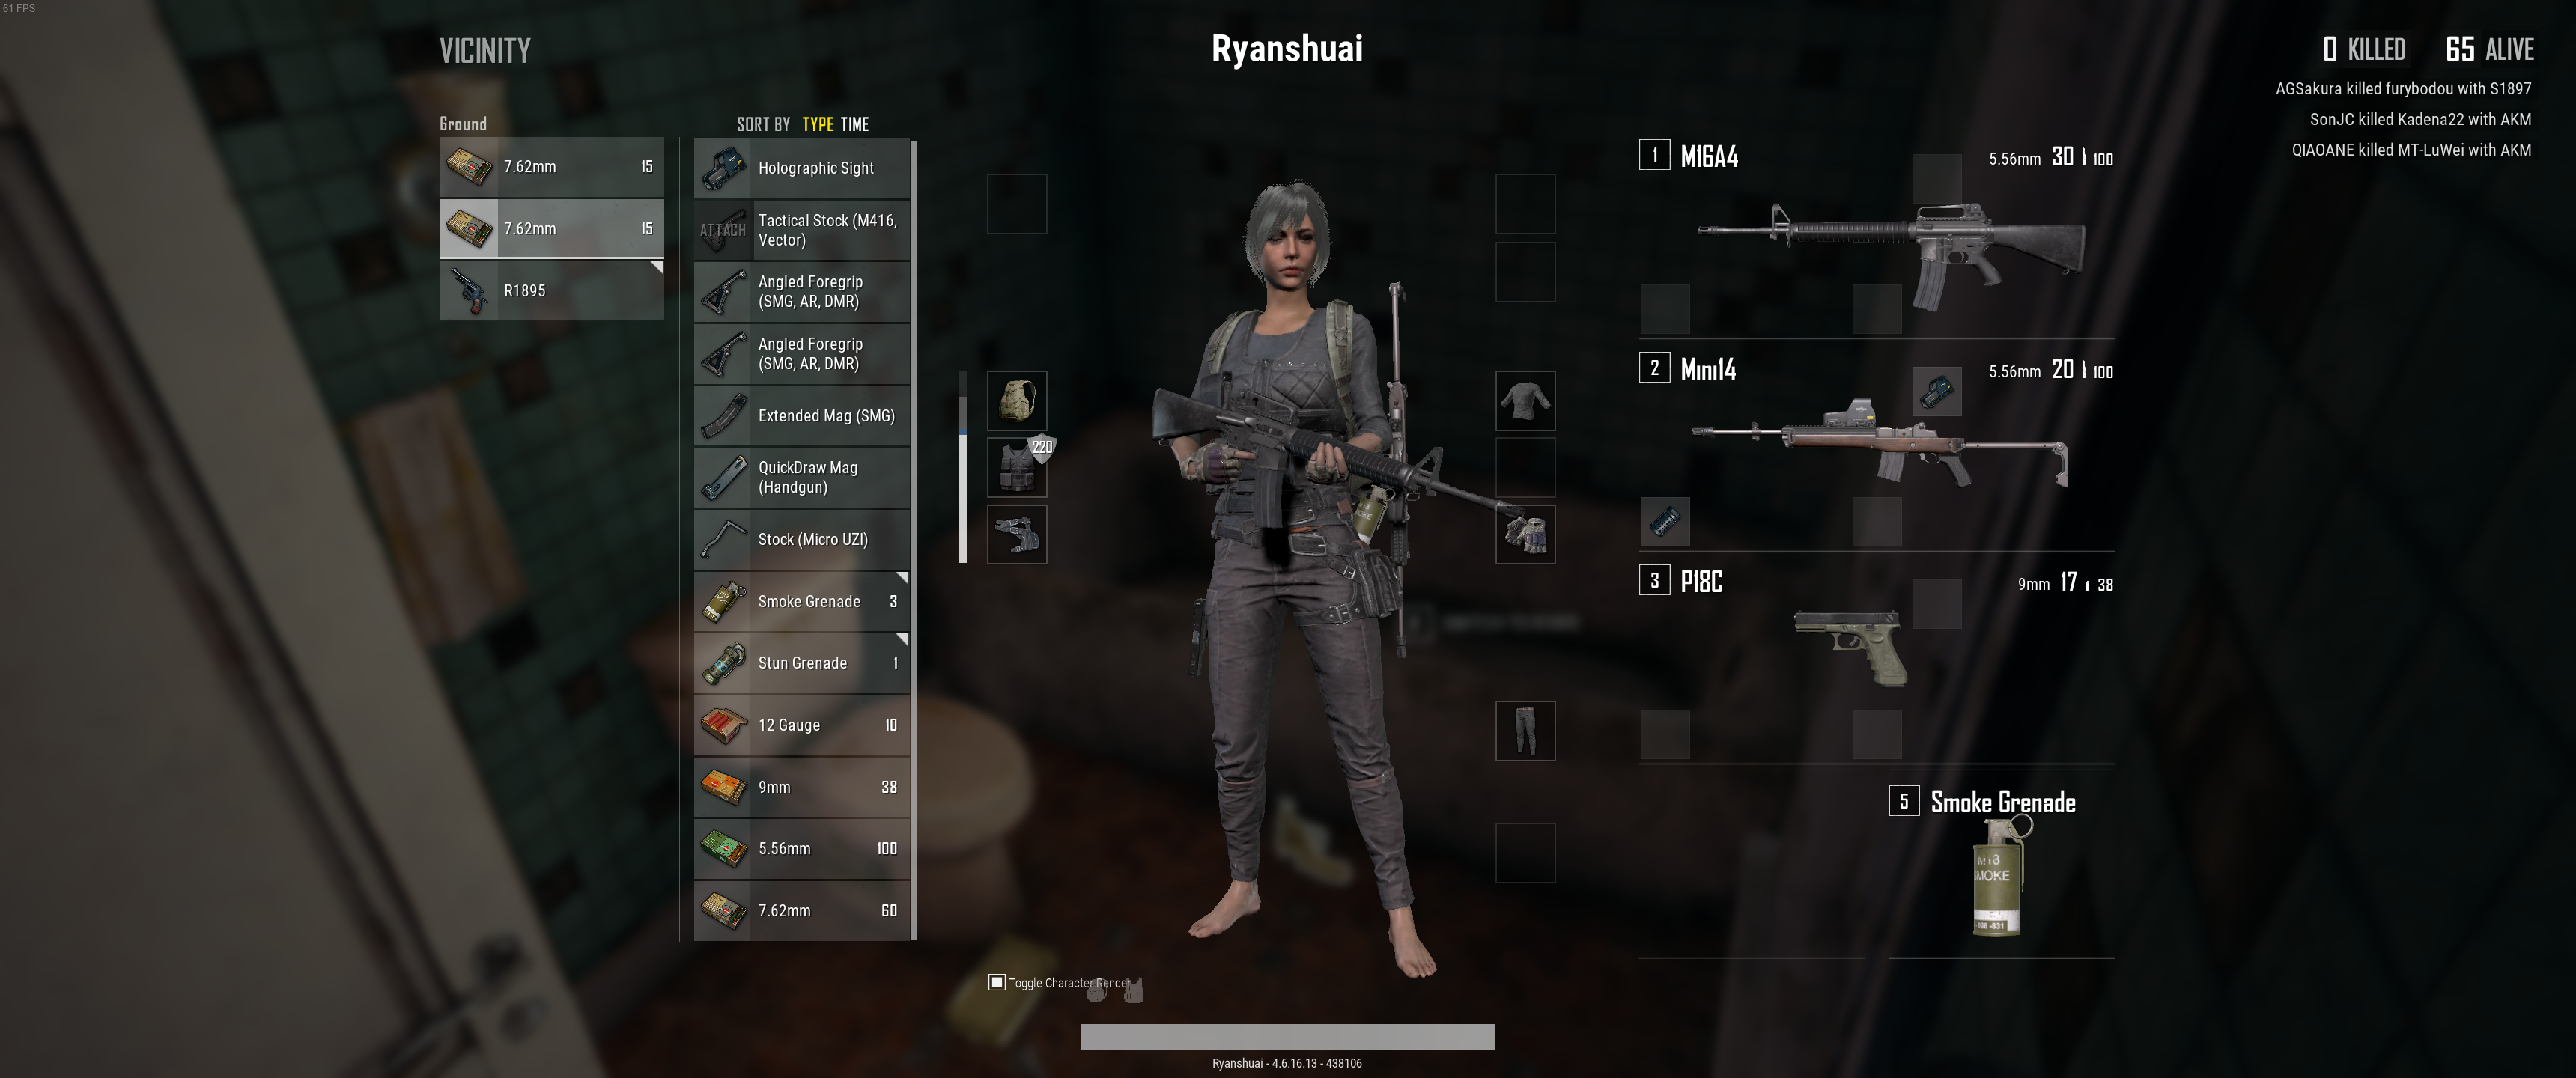 61 FPS
VICINITY
Ryanshuai
0 KILLED 65 ALIVE
AGSakura killed furybodou with S1897
SonJC killed Kadena22 with AKM
QIAOANE killed MT-LuWei with AKM
Ground
7.62mm 15
7.62mm 15
R1895
SORT BY TYPE TIME
Holographic Sight
ATTACH
Tactical Stock (M416,
Vector)
Angled Foregrip
(SMG, AR, DMR)
Angled Foregrip
(SMG, AR, DMR)
Extended Mag (SMG)
QuickDraw Mag
(Handgun)
Stock (Micro UZI)
Smoke Grenade 3
Stun Grenade 1
12 Gauge 10
9mm 38
5.56mm 100
7.62mm 60
220
1 M16A4 5.56mm 30 100
2 Mini14 5.56mm 20 100
3 P18C 9mm 17 38
5 Smoke Grenade
M18
SMOKE
Toggle Character Render
Ryanshuai - 4.6.16.13 - 438106